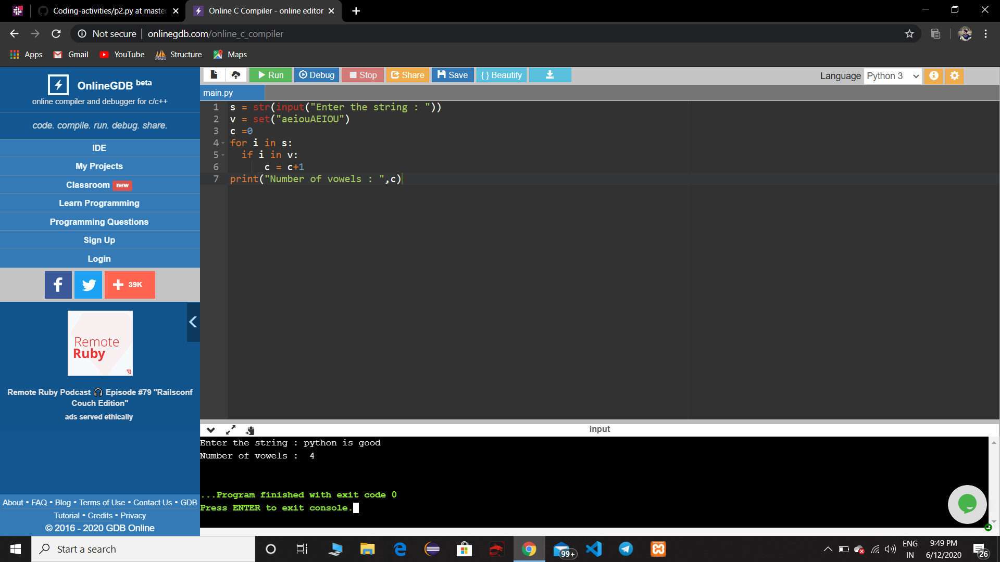 Coding-activities/p2.py at master
Online C Compiler - online editor
Not secure
onlinegdb.com/online_c_compiler
Apps
Gmail
YouTube
Structure
Maps
OnlineGDB beta
online compiler and debugger for c/c++
code. compile. run. debug. share.
IDE
My Projects
Classroom new
Learn Programming
Programming Questions
Sign Up
Login
39K
Remote
Ruby
Remote Ruby Podcast 🎧 Episode #79 "Railsconf
Couch Edition"
ads served ethically
About • FAQ • Blog • Terms of Use • Contact Us • GDB
Tutorial • Credits • Privacy
© 2016 - 2020 GDB Online
Run
Debug
Stop
Share
Save
{ } Beautify
Language Python 3
main.py
1 s = str(input("Enter the string : "))
2 v = set("aeiouAEIOU")
3 c =0
4 for i in s:
5   if i in v:
6       c = c+1
7 print("Number of vowels : ",c)
input
Enter the string : python is good
Number of vowels :  4
...Program finished with exit code 0
Press ENTER to exit console.
Start a search
99+
ENG
IN
9:49 PM
6/12/2020
26